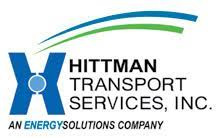 HITTMAN
TRANSPORT
SERVICES, INC.
AN ENERGYSOLUTIONS COMPANY